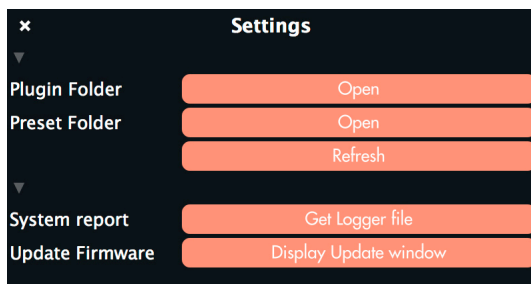 × Settings
Plugin Folder Open
Preset Folder Open
Refresh
System report Get Logger file
Update Firmware Display Update window